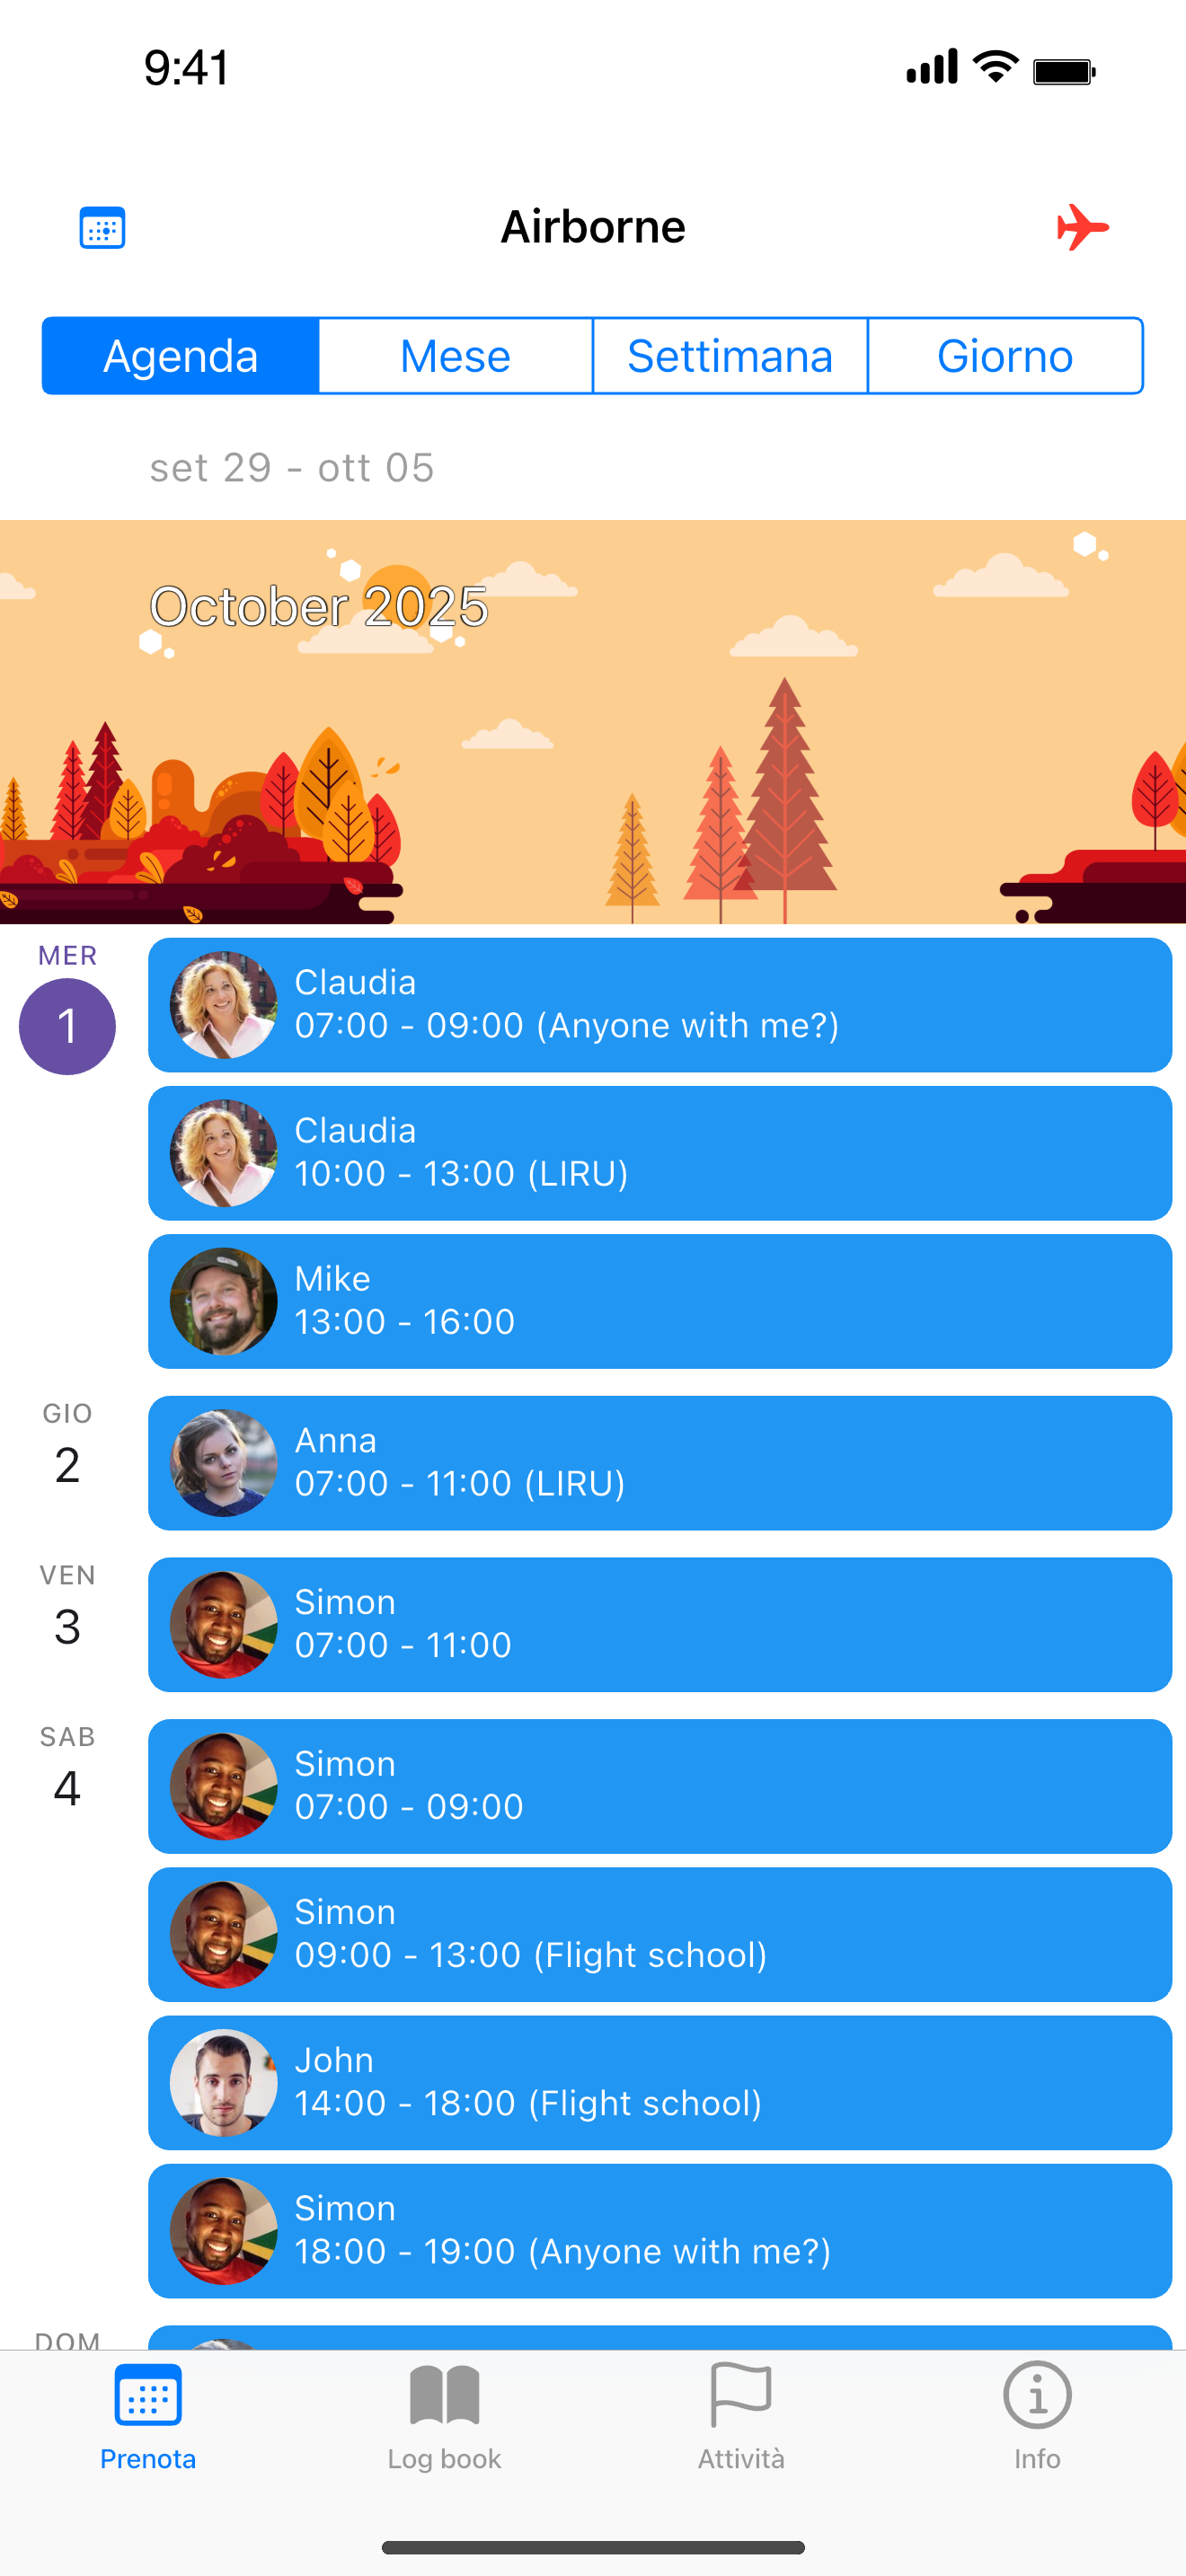 9:41
Airborne
Agenda Mese Settimana Giorno
set 29 - ott 05
October 2025
MER
1
Claudia
07:00 - 09:00 (Anyone with me?)
Claudia
10:00 - 13:00 (LIRU)
Mike
13:00 - 16:00
GIO
2
Anna
07:00 - 11:00 (LIRU)
VEN
3
Simon
07:00 - 11:00
SAB
4
Simon
07:00 - 09:00
Simon
09:00 - 13:00 (Flight school)
John
14:00 - 18:00 (Flight school)
Simon
18:00 - 19:00 (Anyone with me?)
DOM
Prenota Log book Attività Info